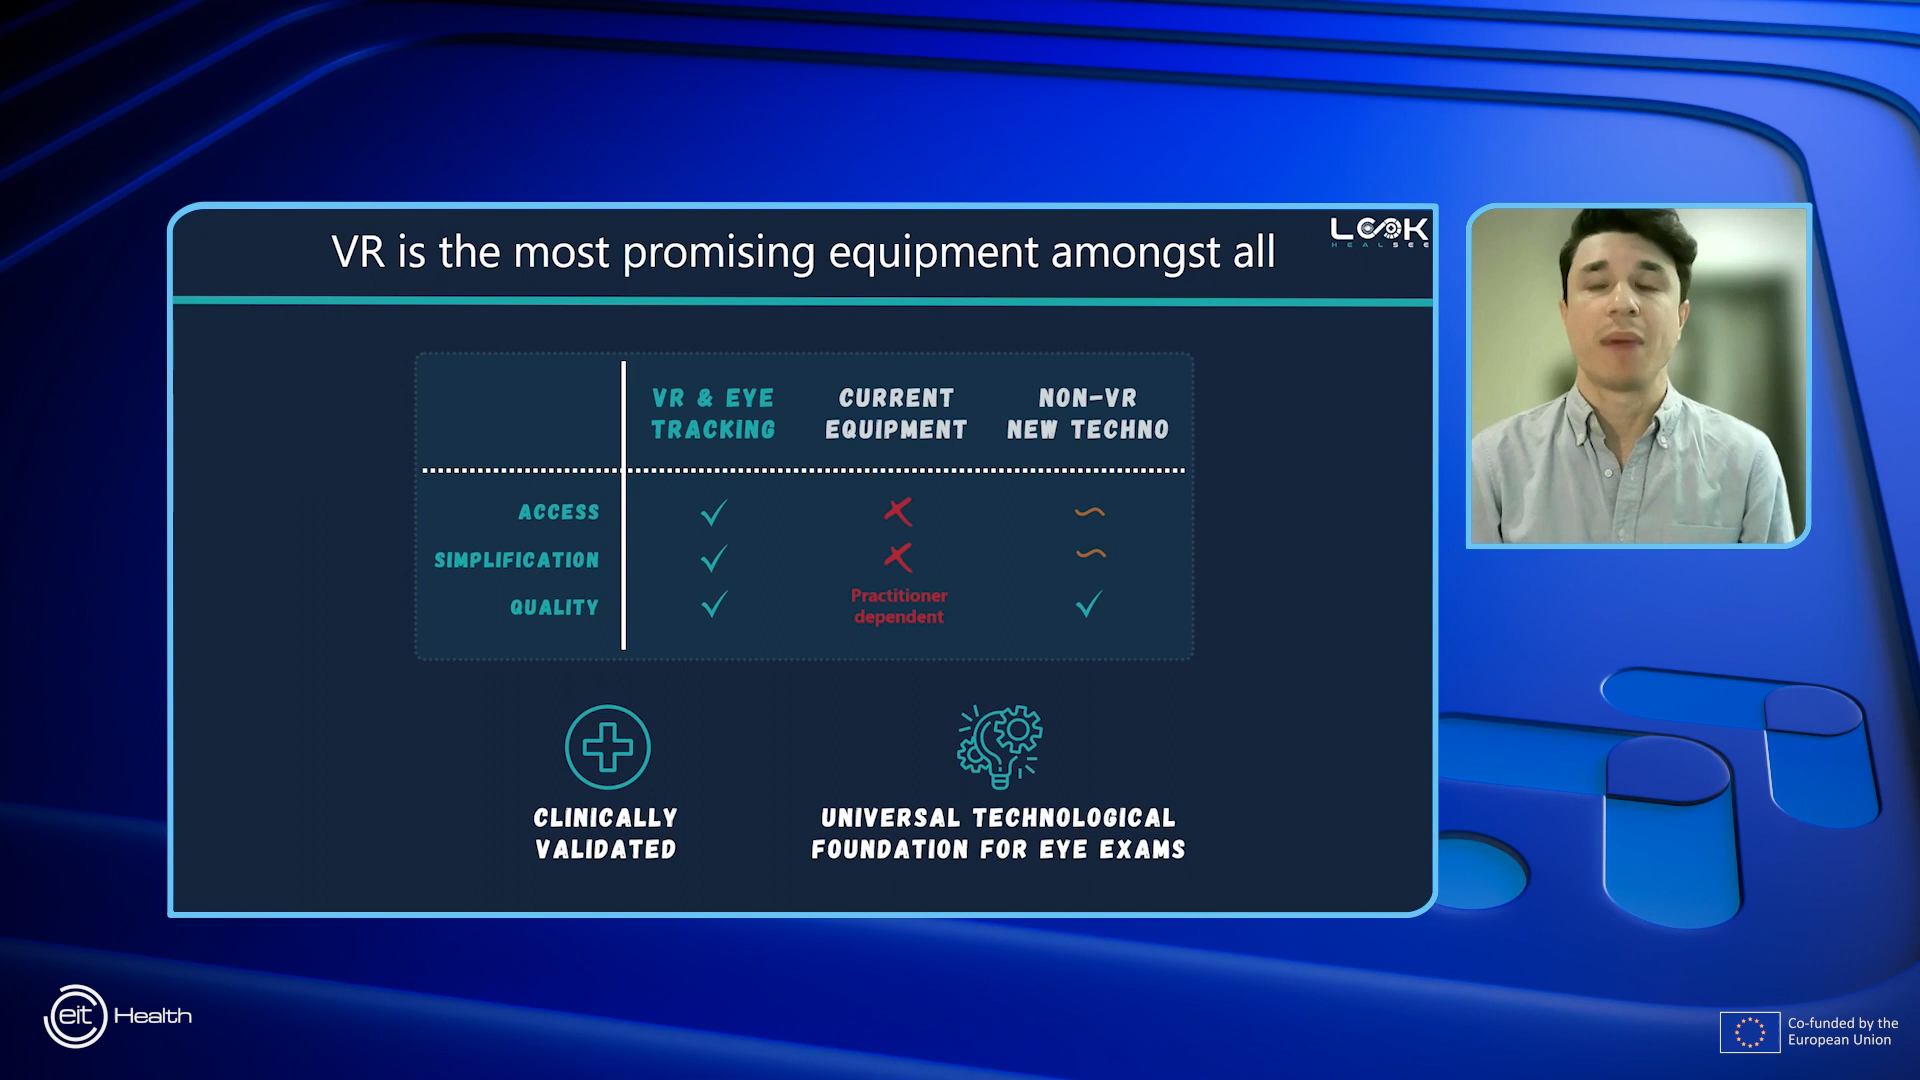 VR is the most promising equipment amongst all
LOOK
HEALSEE
VR & EYE
TRACKING
CURRENT
EQUIPMENT
NON-VR
NEW TECHNO
ACCESS
SIMPLIFICATION
QUALITY
Practitioner
dependent
CLINICALLY
VALIDATED
UNIVERSAL TECHNOLOGICAL
FOUNDATION FOR EYE EXAMS
eit Health
Co-funded by the
European Union